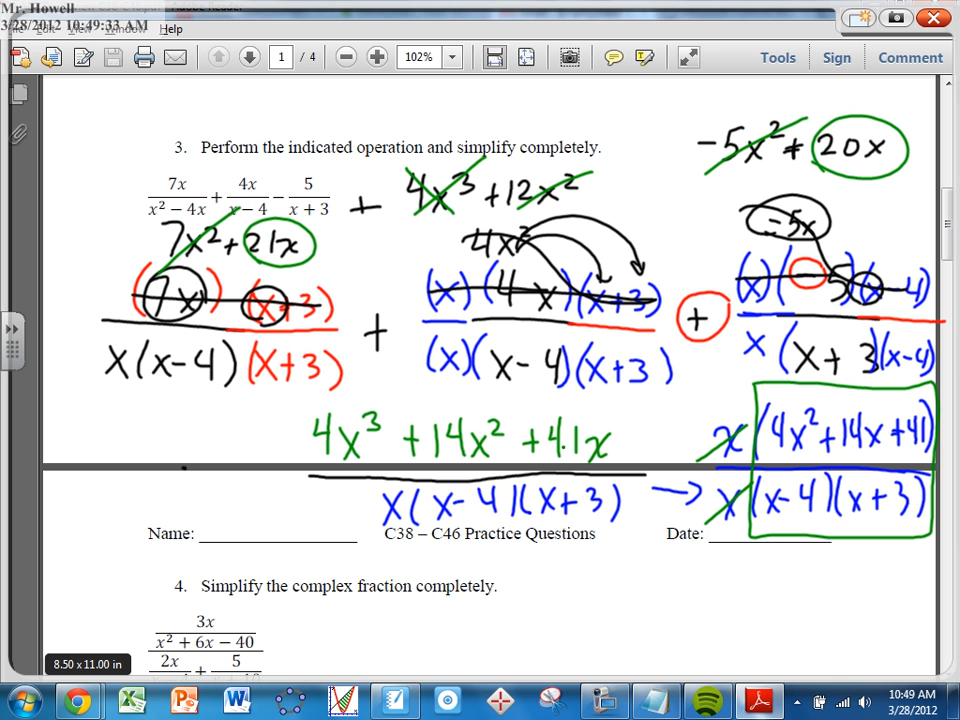 Mr. Howell
3/28/2012 10:49:33 AM
Window Help
1 / 4 102% Tools Sign Comment
3. Perform the indicated operation and simplify completely.
7x/(x² − 4x) + 4x/(x − 4) − 5/(x + 3)
+ 4x³ + 12x²
-5x² + 20x
7x² + 21x
4x²
-5x
(7x) (x+3) (x) (4x)(x+3) (x)(-5)(x-4)
+ +
x(x-4)(x+3) (x)(x-4)(x+3) x(x+3)(x-4)
4x³ + 14x² + 41x x(4x² + 14x + 41)
x(x-4)(x+3) → x(x-4)(x+3)
Name: C38 – C46 Practice Questions Date:
4. Simplify the complex fraction completely.
3x
x² + 6x − 40
2x + 5
8.50 x 11.00 in
10:49 AM
3/28/2012